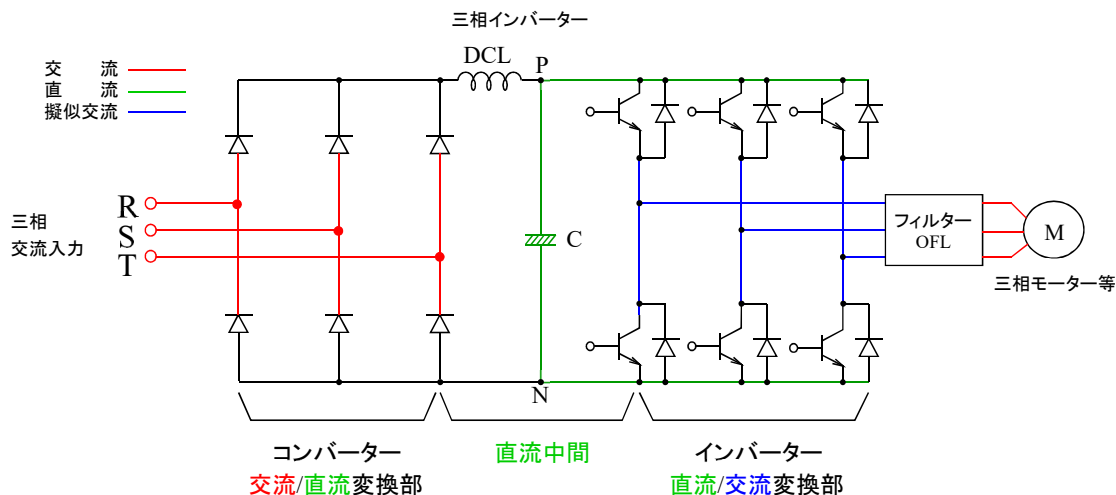 三相インバーター
交　　流
直　　流
擬似交流
DCL
P
R
S
T
三相
交流入力
C
フィルター
OFL
M
三相モーター等
N
コンバーター
交流/直流変換部
直流中間
インバーター
直流/交流変換部